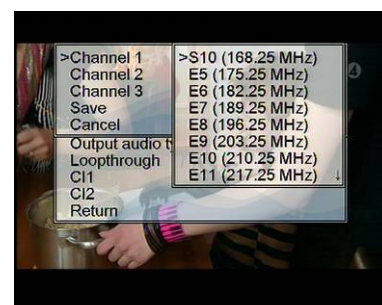 >Channel 1
Channel 2
Channel 3
Save
Cancel
Output audio t
Loopthrough
CI1
CI2
Return
>S10 (168.25 MHz)
E5 (175.25 MHz)
E6 (182.25 MHz)
E7 (189.25 MHz)
E8 (196.25 MHz)
E9 (203.25 MHz)
E10 (210.25 MHz)
E11 (217.25 MHz)
↓
4